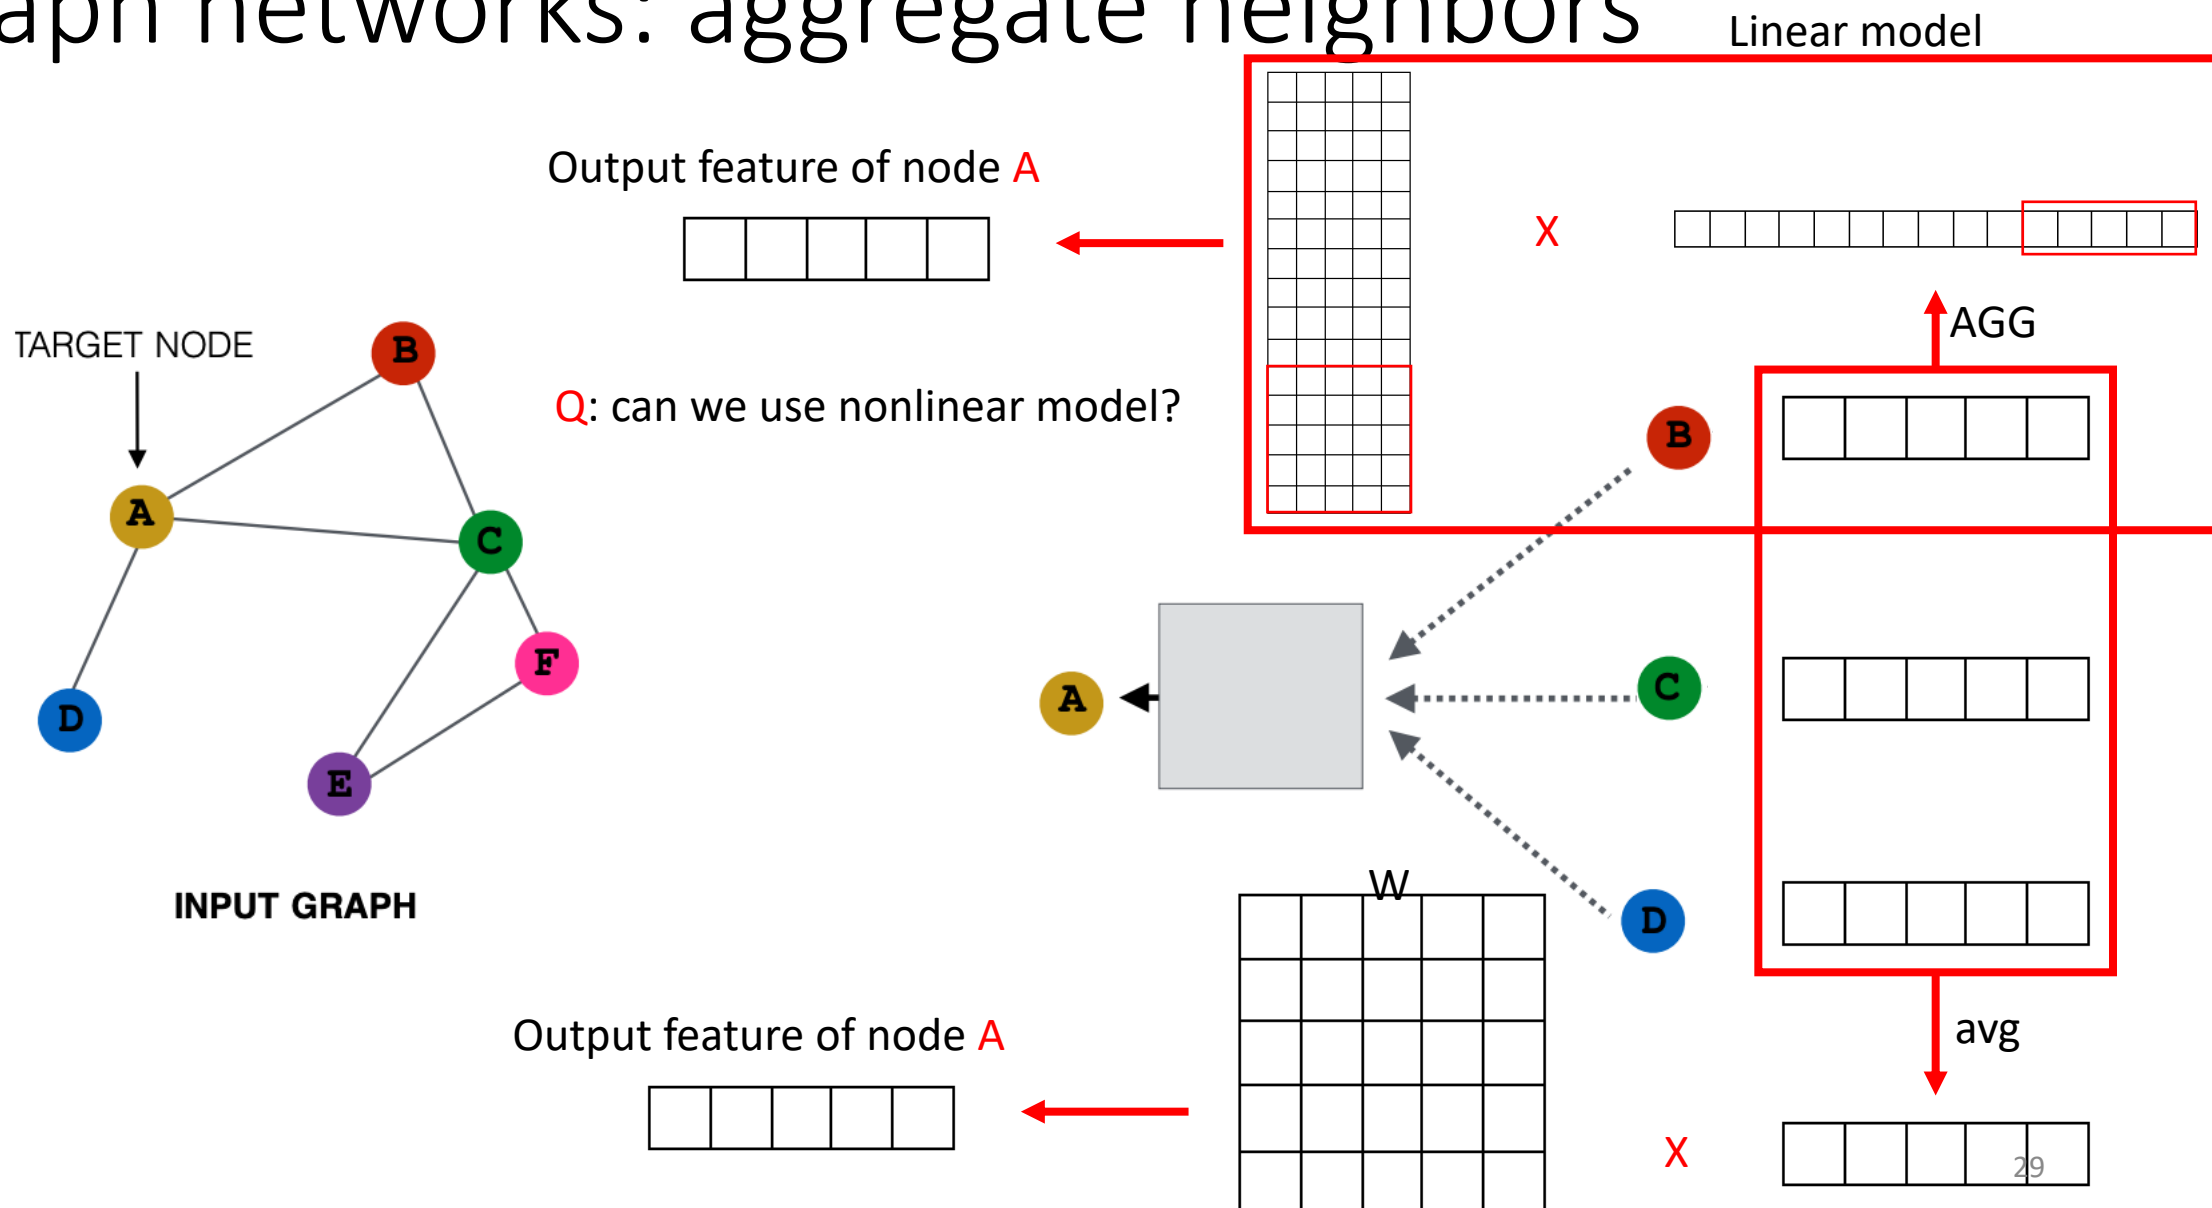 aph networks: aggregate neighbors
Linear model
Output feature of node A
X
AGG
TARGET NODE
B
Q: can we use nonlinear model?
B
A
C
F
A
C
D
E
W
D
INPUT GRAPH
Output feature of node A
avg
X
29